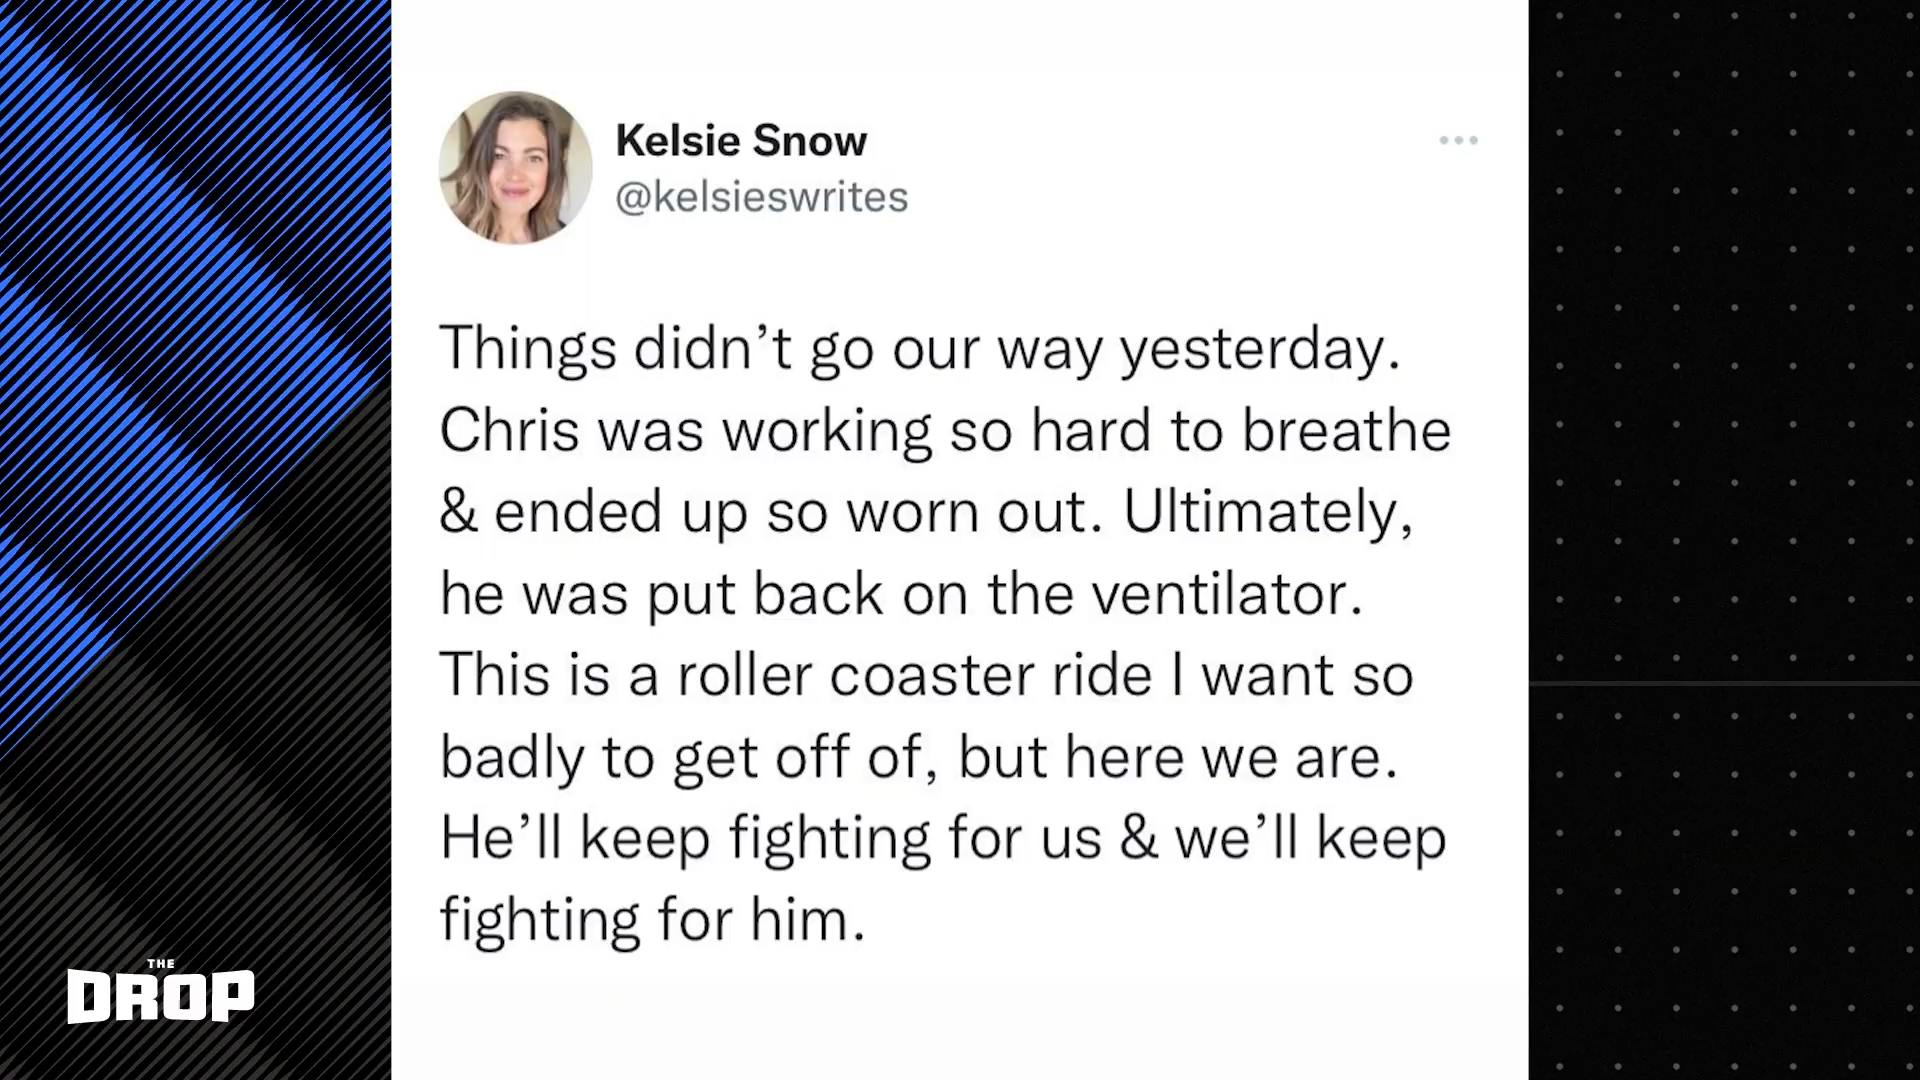 Kelsie Snow
@kelsieswrites
Things didn’t go our way yesterday.
Chris was working so hard to breathe
& ended up so worn out. Ultimately,
he was put back on the ventilator.
This is a roller coaster ride I want so
badly to get off of, but here we are.
He’ll keep fighting for us & we’ll keep
fighting for him.
THE
DROP